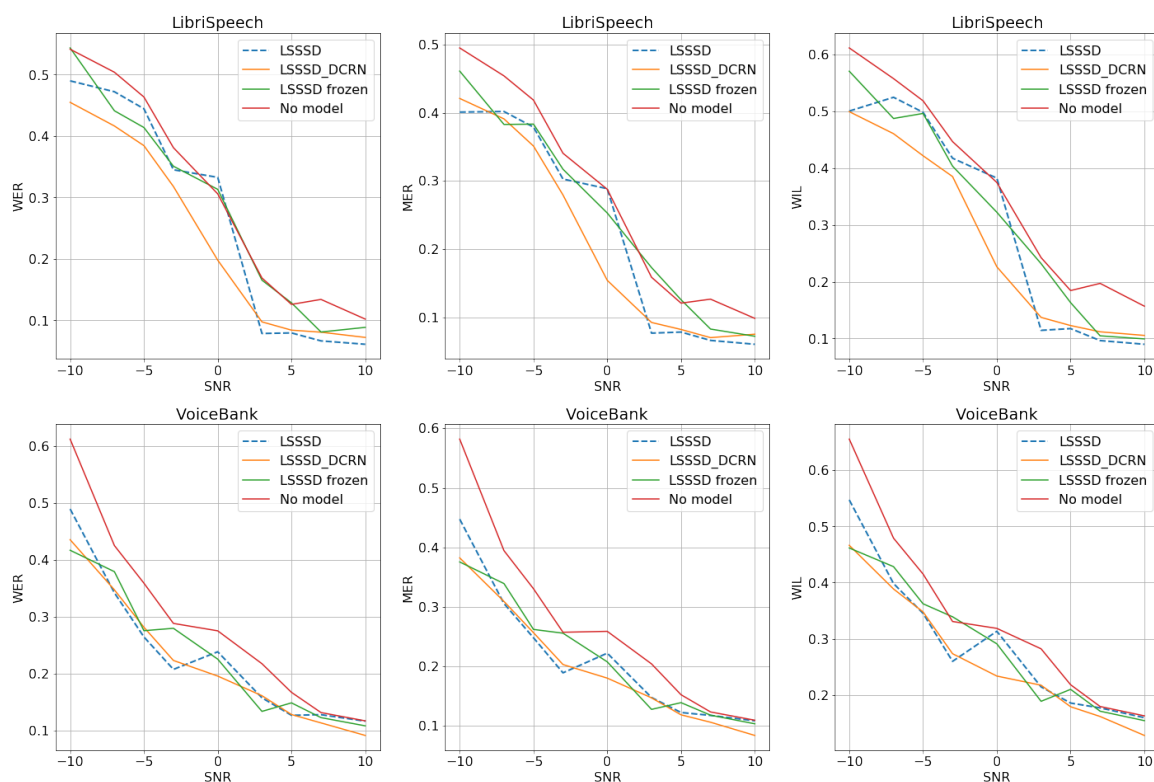 LibriSpeech
LSSSD
LSSSD_DCRN
LSSSD frozen
No model
WER
0.5
0.4
0.3
0.2
0.1
−10 −5 0 5 10
SNR
LibriSpeech
LSSSD
LSSSD_DCRN
LSSSD frozen
No model
MER
0.5
0.4
0.3
0.2
0.1
−10 −5 0 5 10
SNR
LibriSpeech
LSSSD
LSSSD_DCRN
LSSSD frozen
No model
WIL
0.6
0.5
0.4
0.3
0.2
0.1
−10 −5 0 5 10
SNR
VoiceBank
LSSSD
LSSSD_DCRN
LSSSD frozen
No model
WER
0.6
0.5
0.4
0.3
0.2
0.1
−10 −5 0 5 10
SNR
VoiceBank
LSSSD
LSSSD_DCRN
LSSSD frozen
No model
MER
0.6
0.5
0.4
0.3
0.2
0.1
−10 −5 0 5 10
SNR
VoiceBank
LSSSD
LSSSD_DCRN
LSSSD frozen
No model
WIL
0.6
0.5
0.4
0.3
0.2
−10 −5 0 5 10
SNR